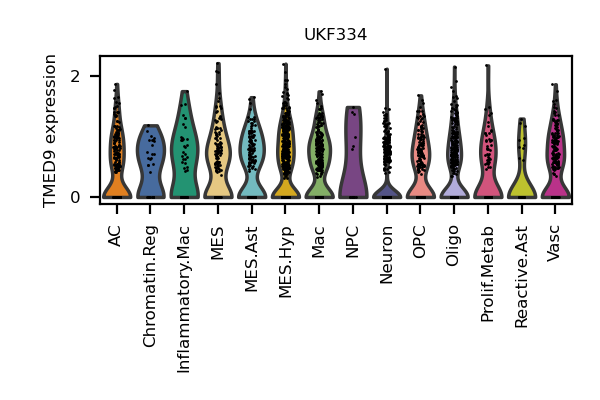 UKF334
TMED9 expression
2
0
AC
Chromatin.Reg
Inflammatory.Mac
MES
MES.Ast
MES.Hyp
Mac
NPC
Neuron
OPC
Oligo
Prolif.Metab
Reactive.Ast
Vasc